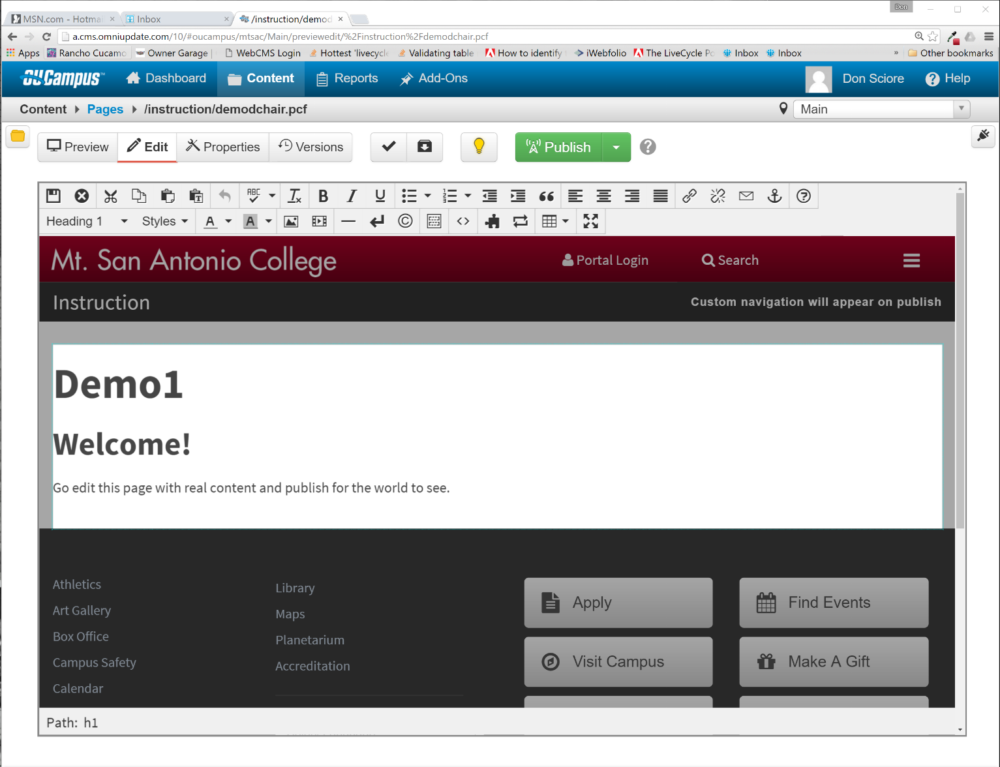 Don
MSN.com - Hotmai
Inbox
/instruction/demod
a.cms.omniupdate.com/10/#oucampus/mtsac/Main/previewedit/%2Finstruction%2Fdemodchair.pcf
Apps Rancho Cucamo Owner Garage WebCMS Login Hottest 'livecycle Validating table How to identify iWebfolio The LiveCycle Po Inbox Inbox » Other bookmarks
OUCampus™ Dashboard Content Reports Add-Ons Don Sciore Help
Content Pages /instruction/demodchair.pcf Main
Preview Edit Properties Versions Publish
ABC B I U
Heading 1 Styles A A
Mt. San Antonio College Portal Login Search
Instruction Custom navigation will appear on publish
Demo1
Welcome!
Go edit this page with real content and publish for the world to see.
Athletics
Art Gallery
Box Office
Campus Safety
Calendar
Library
Maps
Planetarium
Accreditation
Apply
Find Events
Visit Campus
Make A Gift
Path: h1